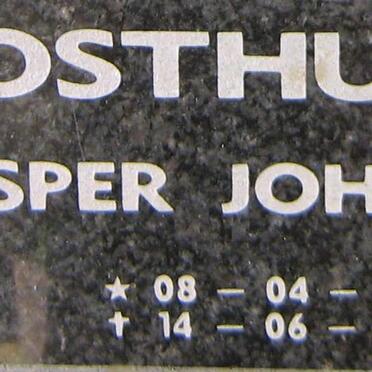 OSTHU
SPER JOH
★ 08 – 04 –
✝ 14 – 06 –